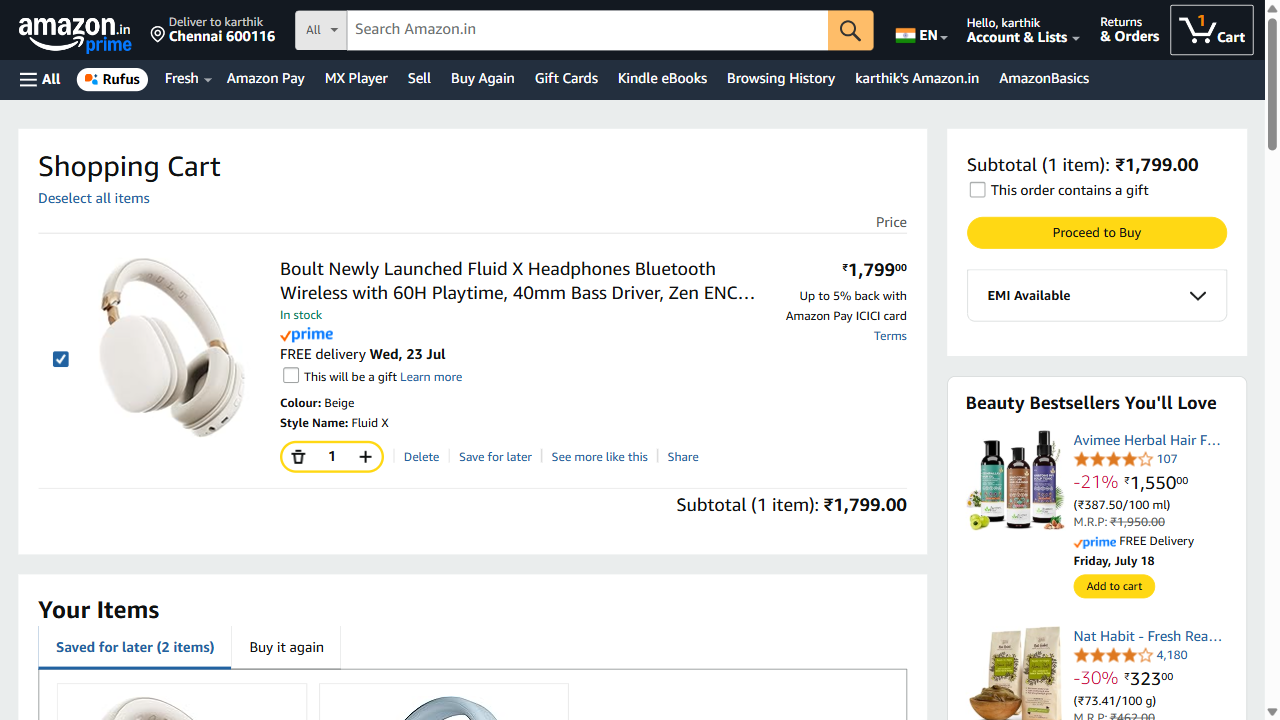 amazon.in
prime
Deliver to karthik
Chennai 600116
All
Search Amazon.in
EN
Hello, karthik
Account & Lists
Returns
& Orders
1
Cart
All
Rufus
Fresh
Amazon Pay
MX Player
Sell
Buy Again
Gift Cards
Kindle eBooks
Browsing History
karthik's Amazon.in
AmazonBasics
Shopping Cart
Deselect all items
Price
Boult Newly Launched Fluid X Headphones Bluetooth
Wireless with 60H Playtime, 40mm Bass Driver, Zen ENC…
In stock
prime
FREE delivery Wed, 23 Jul
This will be a gift Learn more
Colour: Beige
Style Name: Fluid X
1
Delete
Save for later
See more like this
Share
₹1,799.00
Up to 5% back with
Amazon Pay ICICI card
Terms
Subtotal (1 item): ₹1,799.00
Your Items
Saved for later (2 items)
Buy it again
Subtotal (1 item): ₹1,799.00
This order contains a gift
Proceed to Buy
EMI Available
Beauty Bestsellers You'll Love
Avimee Herbal Hair F…
107
-21% ₹1,550.00
(₹387.50/100 ml)
M.R.P: ₹1,950.00
prime FREE Delivery
Friday, July 18
Add to cart
Nat Habit - Fresh Rea…
4,180
-30% ₹323.00
(₹73.41/100 g)
M.R.P: ₹462.00